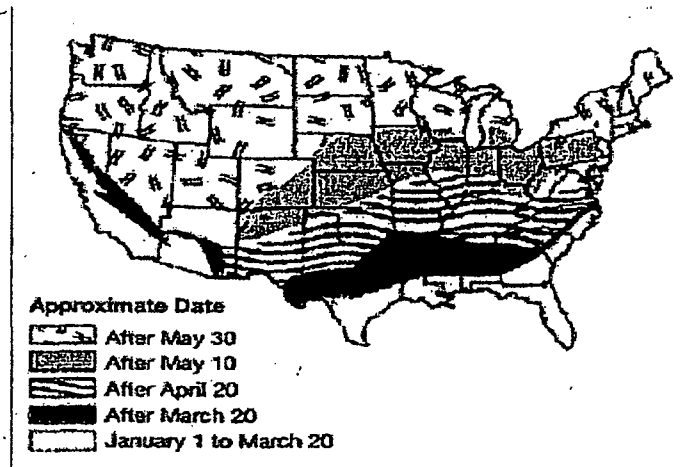 Approximate Date
After May 30
After May 10
After April 20
After March 20
January 1 to March 20